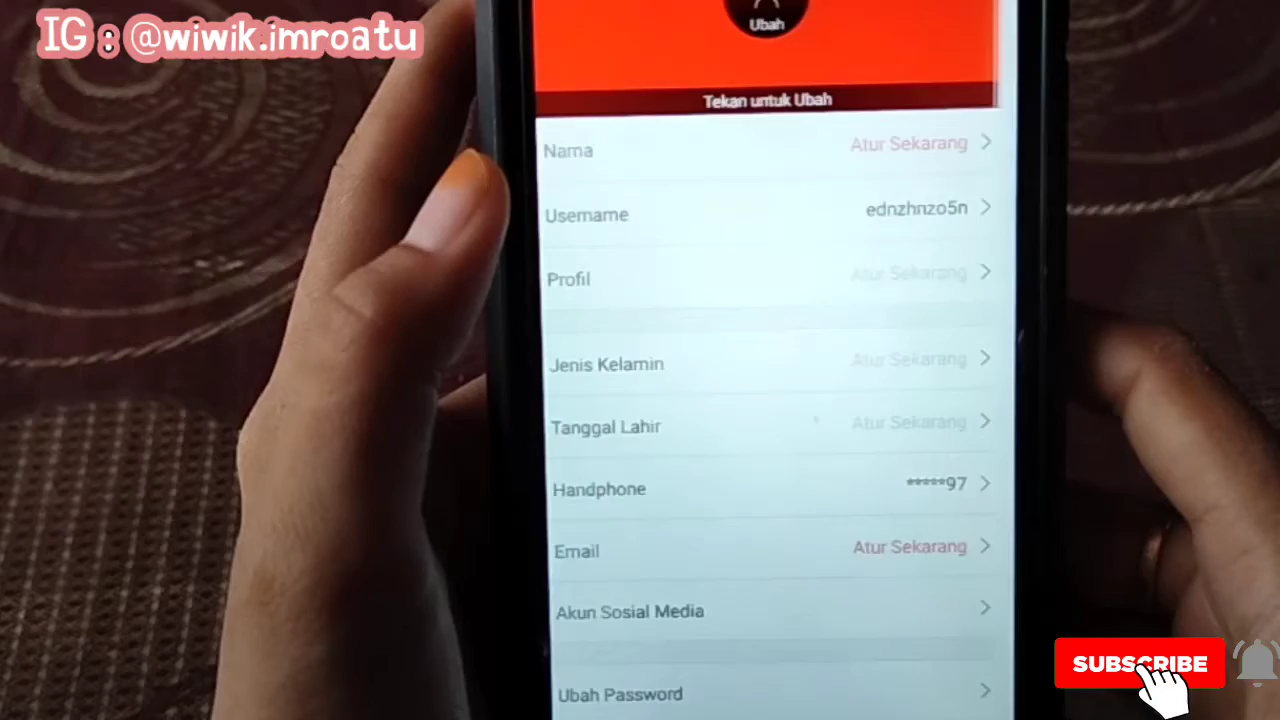 IG : @wiwik.imroatu
Ubah
Tekan untuk Ubah
Nama Atur Sekarang
Username ednzhnzo5n
Profil Atur Sekarang
Jenis Kelamin Atur Sekarang
Tanggal Lahir Atur Sekarang
Handphone *****97
Email Atur Sekarang
Akun Sosial Media
Ubah Password
SUBSCRIBE